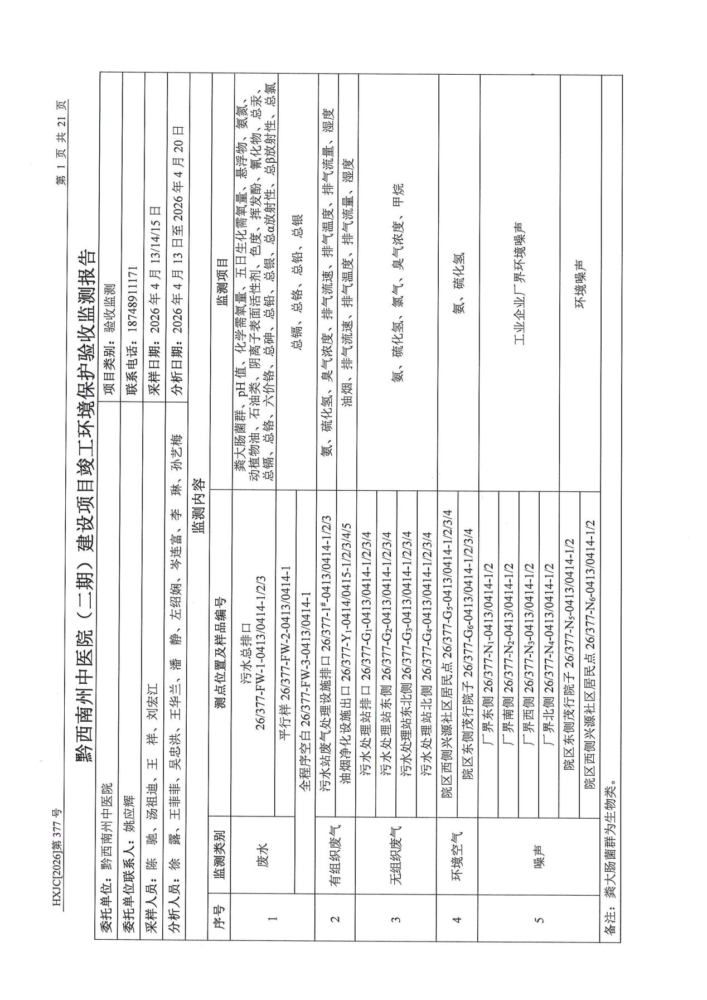 HXJC[2026]第 377 号
第 1 页 共 21 页
黔西南州中医院（二期）建设项目竣工环境保护验收监测报告
委托单位：黔西南州中医院
项目类别：验收监测
委托单位联系人：姚应辉
联系电话：18748911171
采样人员：陈 驰、汤祖迪、王 祥、刘宏江
采样日期：2026 年 4 月 13/14/15 日
分析人员：徐 露、王菲菲、吴忠洪、王华兰、潘 静、左绍娴、岑连富、李 琳、孙艺梅
分析日期：2026 年 4 月 13 日至 2026 年 4 月 20 日
监测内容
序号 监测类别 测点位置及样品编号 监测项目
1
废水
污水总排口
26/377-FW-1-0413/0414-1/2/3
粪大肠菌群、pH 值、化学需氧量、五日生化需氧量、悬浮物、氨氮、
动植物油、石油类、阴离子表面活性剂、色度、挥发酚、氰化物、总汞、
总镉、总铬、六价铬、总砷、总铅、总银、总α放射性、总β放射性、总氯
平行样 26/377-FW-2-0413/0414-1
全程序空白 26/377-FW-3-0413/0414-1
总镉、总铬、总铅、总银
2
有组织废气
污水站废气处理设施排口 26/377-1#-0413/0414-1/2/3
氨、硫化氢、臭气浓度、排气流速、排气温度、排气流量、湿度
油烟净化设施出口 26/377-Y₁-0414/0415-1/2/3/4/5
油烟、排气流速、排气温度、排气流量、湿度
3
无组织废气
污水处理站排口 26/377-G₁-0413/0414-1/2/3/4
污水处理站东侧 26/377-G₂-0413/0414-1/2/3/4
污水处理站东北侧 26/377-G₃-0413/0414-1/2/3/4
污水处理站北侧 26/377-G₄-0413/0414-1/2/3/4
氨、硫化氢、氯气、臭气浓度、甲烷
4
环境空气
院区西侧兴源社区居民点 26/377-G₅-0413/0414-1/2/3/4
院区东侧茂行院子 26/377-G₆-0413/0414-1/2/3/4
氨、硫化氢
5
噪声
厂界东侧 26/377-N₁-0413/0414-1/2
厂界南侧 26/377-N₂-0413/0414-1/2
厂界西侧 26/377-N₃-0413/0414-1/2
厂界北侧 26/377-N₄-0413/0414-1/2
工业企业厂界环境噪声
院区东侧茂行院子 26/377-N₅-0413/0414-1/2
院区西侧兴源社区居民点 26/377-N₆-0413/0414-1/2
环境噪声
备注：粪大肠菌群为生物类。